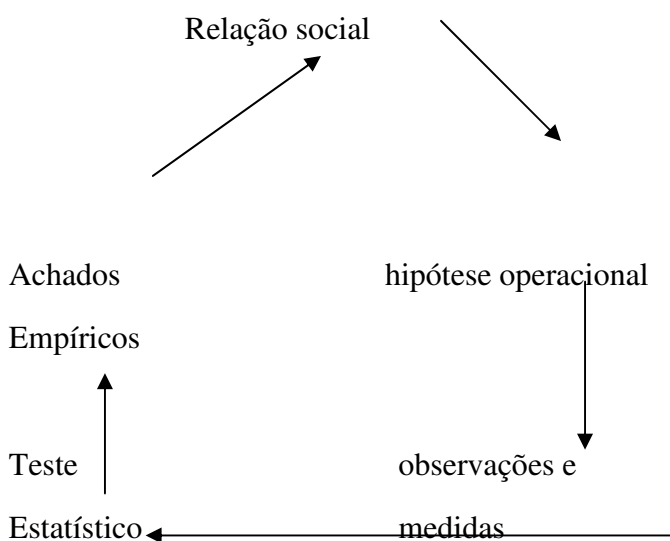 Relação social
Achados hipótese operacional
Empíricos
Teste observações e
Estatístico medidas